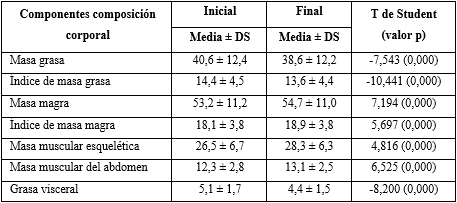 Componentes composición corporal Inicial Final T de Student (valor p)
Media ± DS Media ± DS
Masa grasa 40,6 ± 12,4 38,6 ± 12,2 -7,543 (0,000)
Índice de masa grasa 14,4 ± 4,5 13,6 ± 4,4 -10,441 (0,000)
Masa magra 53,2 ± 11,2 54,7 ± 11,0 7,194 (0,000)
Índice de masa magra 18,1 ± 3,8 18,9 ± 3,8 5,697 (0,000)
Masa muscular esquelética 26,5 ± 6,7 28,3 ± 6,3 4,816 (0,000)
Masa muscular del abdomen 12,3 ± 2,8 13,1 ± 2,5 6,525 (0,000)
Grasa visceral 5,1 ± 1,7 4,4 ± 1,5 -8,200 (0,000)